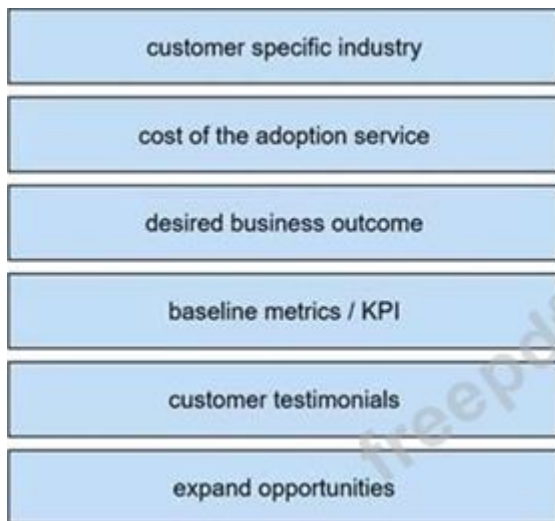 customer specific industry
cost of the adoption service
desired business outcome
baseline metrics / KPI
customer testimonials
expand opportunities